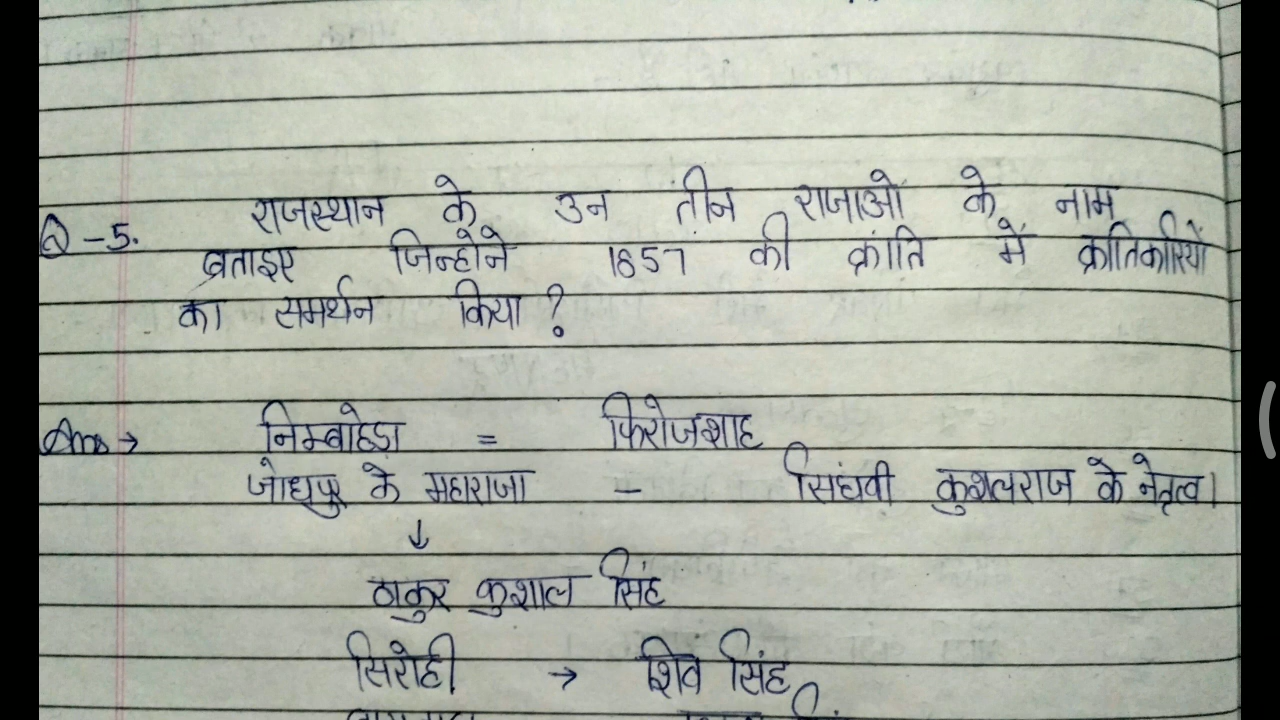 Q-5. राजस्थान के उन तीन राजाओं के नाम
बताइए जिन्होंने 1857 की क्रांति में क्रांतिकारियों
का समर्थन किया ?
Ans → निम्बाहेडा = फिरोजशाह
जोधपुर के महाराजा – सिंघवी कुशलराज के नेतृत्व।
↓
ठाकुर कुशाल सिंह
सिरोही → शिव सिंह